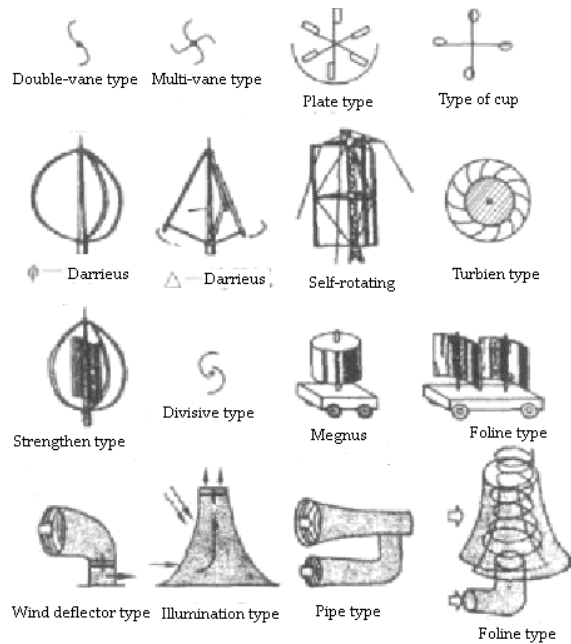 Double-vane type
Multi-vane type
Plate type
Type of cup
ϕ — Darrieus
△ — Darrieus
Self-rotating
Turbien type
Strengthen type
Divisive type
Megnus
Foline type
Wind deflector type
Illumination type
Pipe type
Foline type